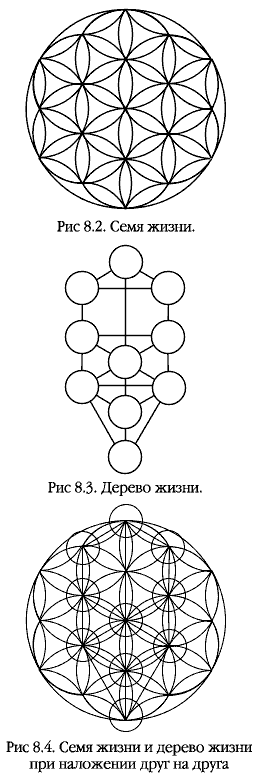 Рис 8.2. Семя жизни.
Рис 8.3. Дерево жизни.
Рис 8.4. Семя жизни и дерево жизни
при наложении друг на друга